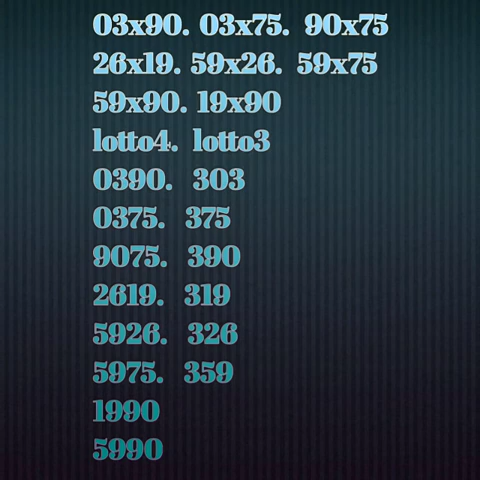 03x90. 03x75. 90x75
26x19. 59x26. 59x75
59x90. 19x90
lotto4. lotto3
0390. 303
0375. 375
9075. 390
2619. 319
5926. 326
5975. 359
1990
5990